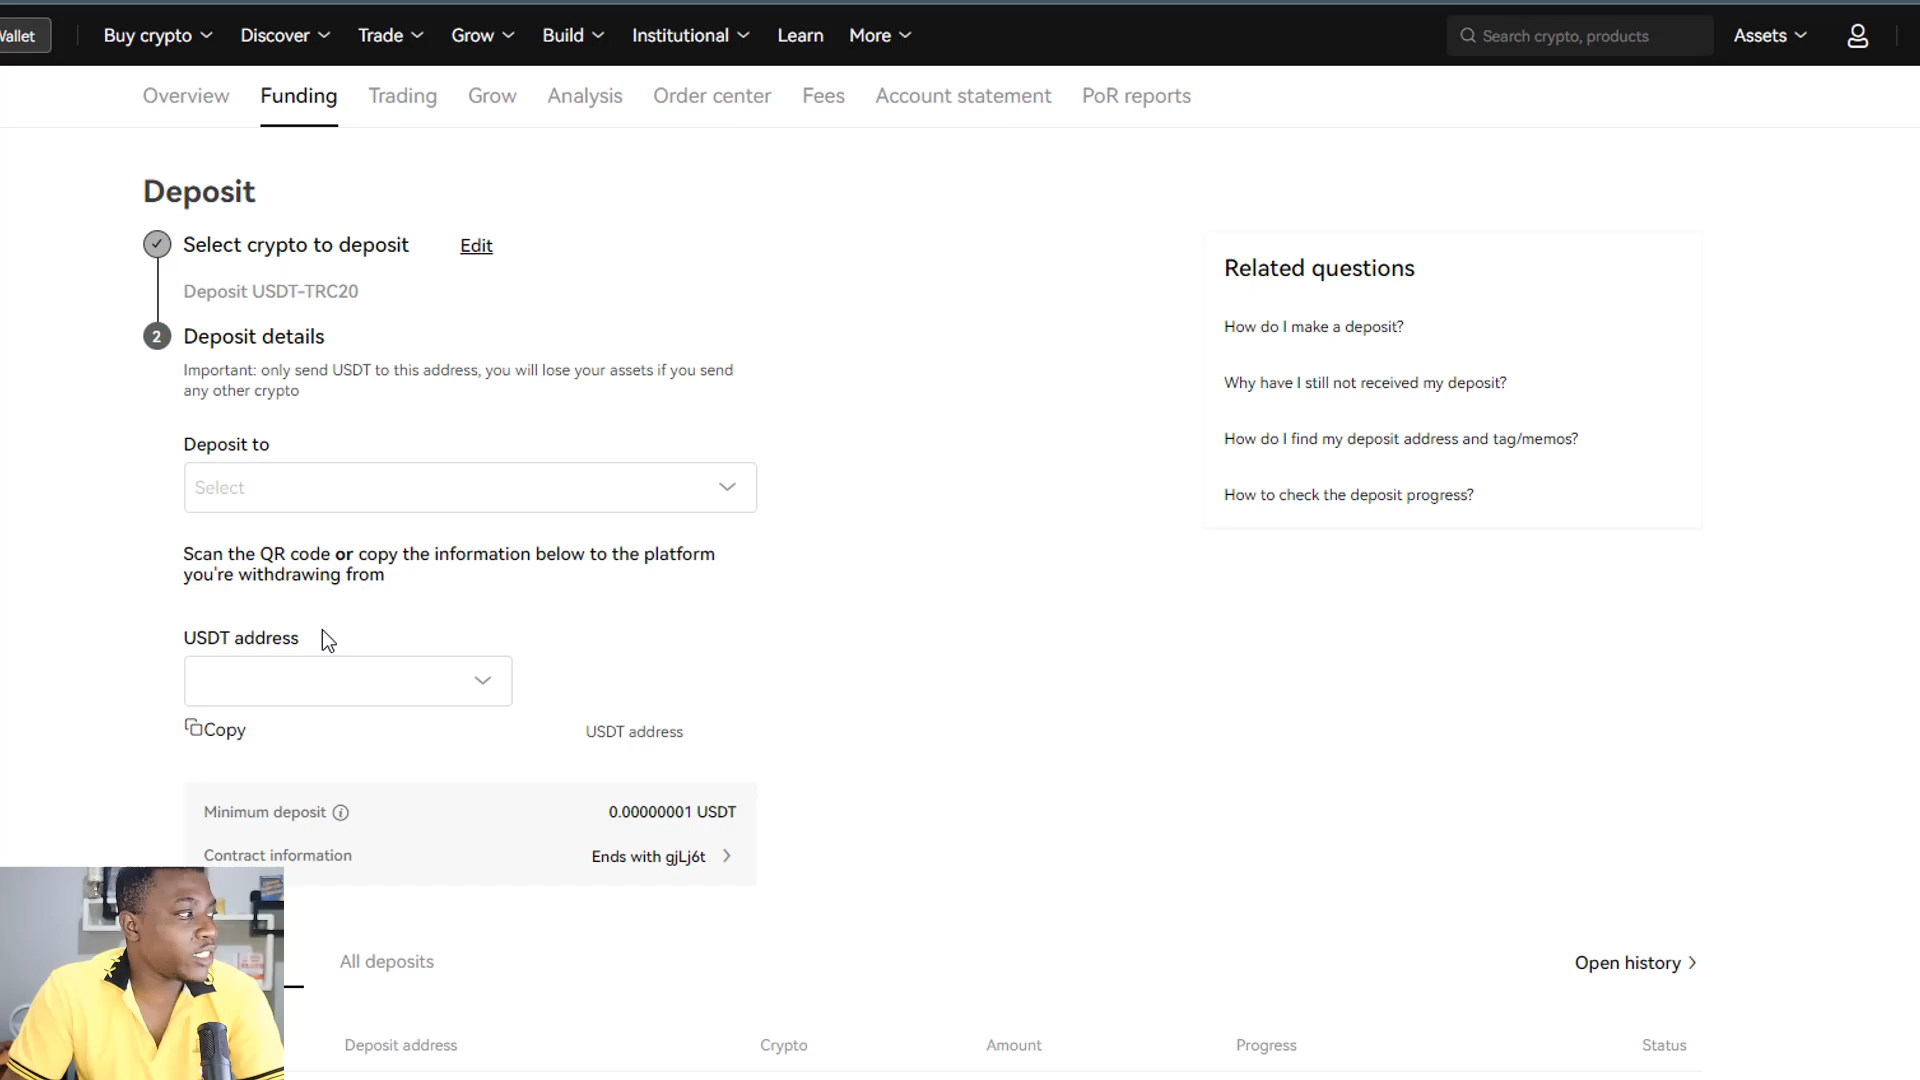 Wallet
Buy crypto
Discover
Trade
Grow
Build
Institutional
Learn
More
Search crypto, products
Assets
Overview
Funding
Trading
Grow
Analysis
Order center
Fees
Account statement
PoR reports
Deposit
Select crypto to deposit
Edit
Deposit USDT-TRC20
2
Deposit details
Important: only send USDT to this address, you will lose your assets if you send
any other crypto
Deposit to
Select
Scan the QR code or copy the information below to the platform
you're withdrawing from
USDT address
Copy
USDT address
Minimum deposit
0.00000001 USDT
Contract information
Ends with gjLj6t
Related questions
How do I make a deposit?
Why have I still not received my deposit?
How do I find my deposit address and tag/memos?
How to check the deposit progress?
All deposits
Open history
Deposit address
Crypto
Amount
Progress
Status